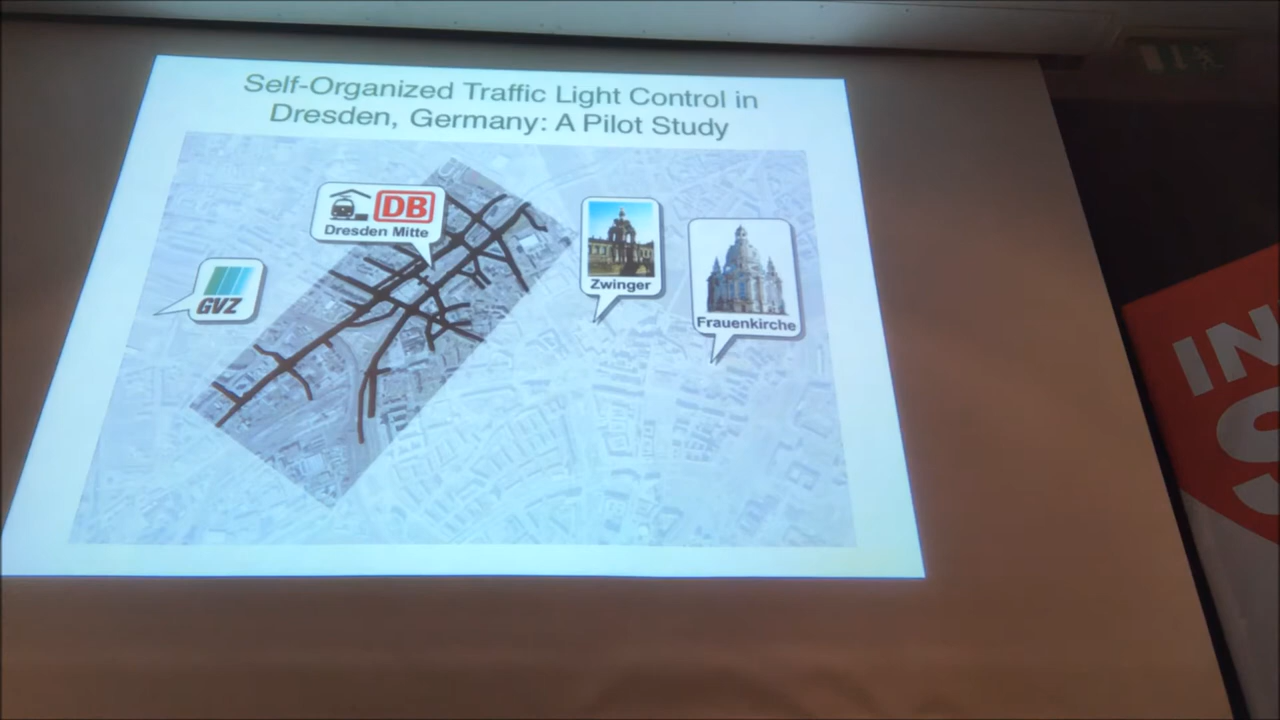 Self-Organized Traffic Light Control in
Dresden, Germany: A Pilot Study
DB
Dresden Mitte
GVZ
Zwinger
Frauenkirche
IN
S